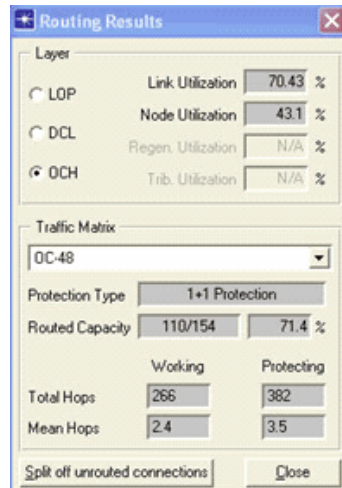 Routing Results
Layer
LOP
DCL
OCH
Link Utilization 70.43 %
Node Utilization 43.1 %
Regen. Utilization N/A %
Trib. Utilization N/A %
Traffic Matrix
OC-48
Protection Type 1+1 Protection
Routed Capacity 110/154 71.4 %
Working Protecting
Total Hops 266 382
Mean Hops 2.4 3.5
Split off unrouted connections Close